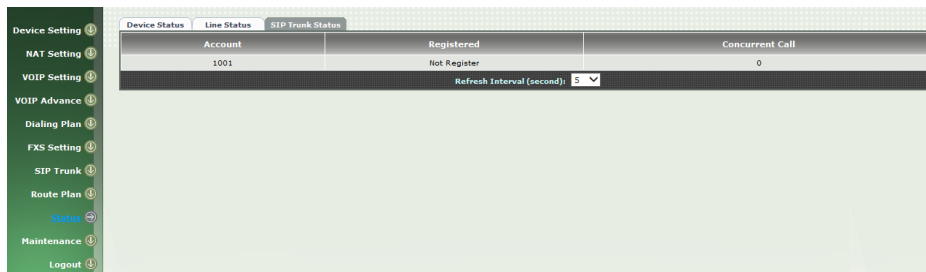 Device Setting
NAT Setting
VOIP Setting
VOIP Advance
Dialing Plan
FXS Setting
SIP Trunk
Route Plan
Status
Maintenance
Logout
Device Status Line Status SIP Trunk Status
Account Registered Concurrent Call
1001 Not Register 0
Refresh Interval (second): 5